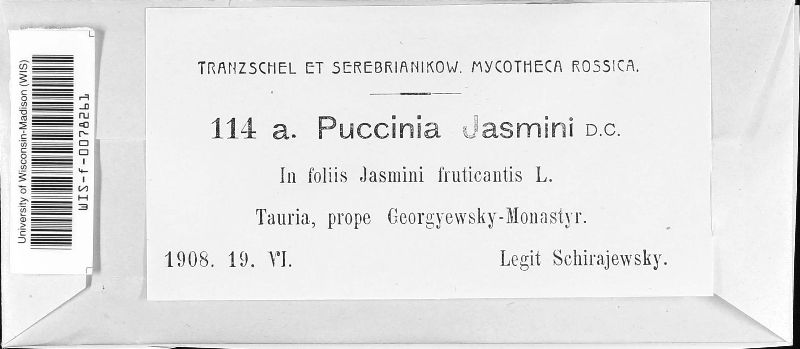 TRANZSCHEL ET SEREBRIANIKOW. MYCOTHECA ROSSICA.
114 a. Puccinia Jasmini D.C.
In foliis Jasmini fruticantis L.
Tauria, prope Georgyewsky-Monastyr.
1908. 19. VI. Legit Schirajewsky.
University of Wisconsin-Madison (WIS)
WIS-f-0078261